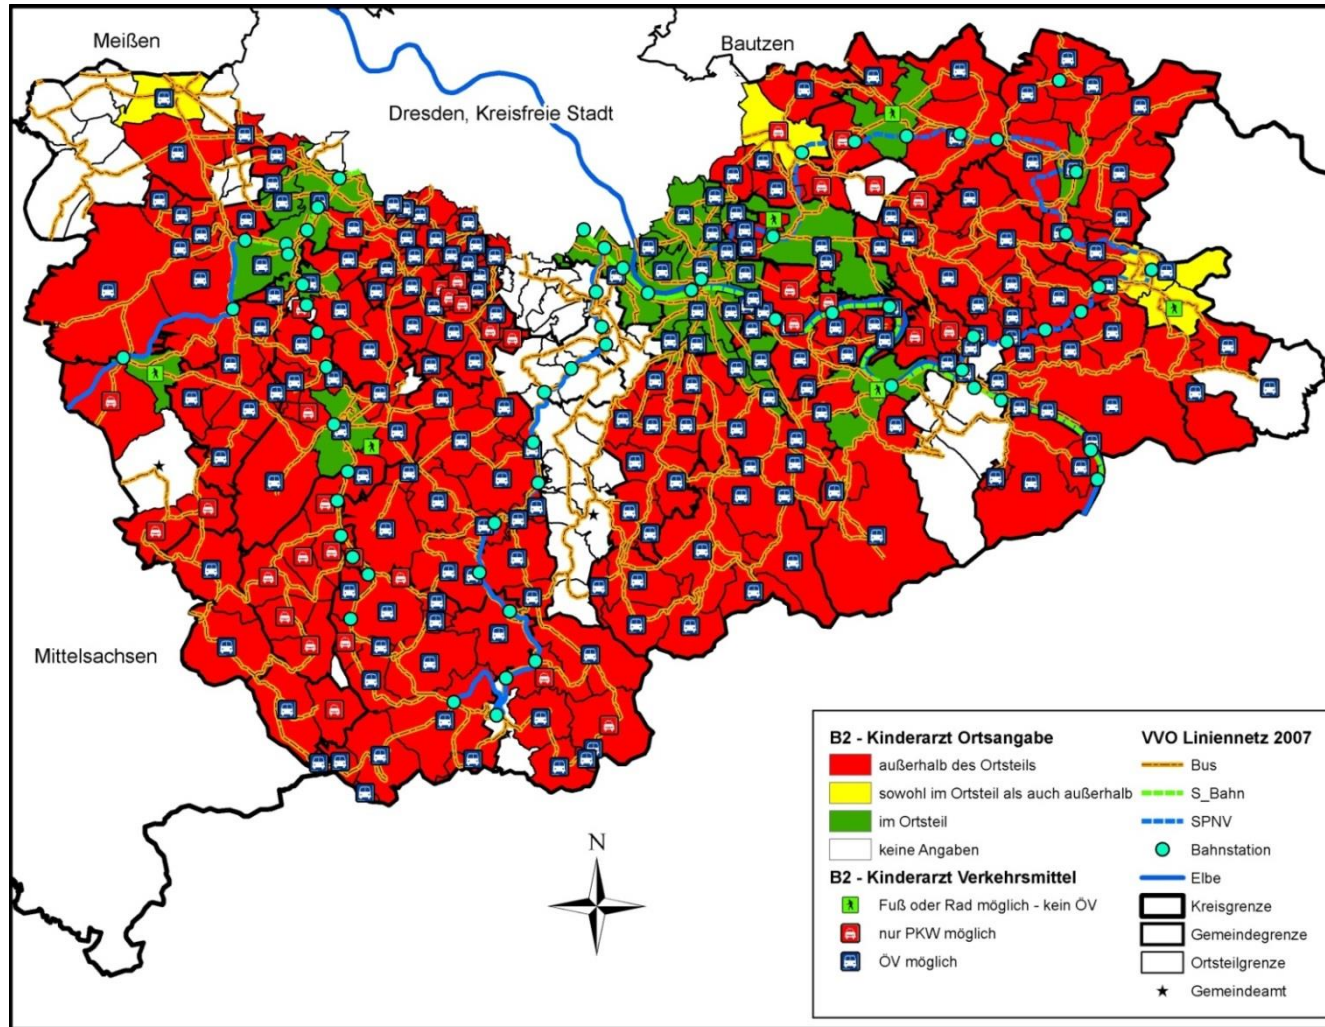 Meißen
Bautzen
Dresden, Kreisfreie Stadt
Mittelsachsen
N
B2 - Kinderarzt Ortsangabe
außerhalb des Ortsteils
sowohl im Ortsteil als auch außerhalb
im Ortsteil
keine Angaben
B2 - Kinderarzt Verkehrsmittel
Fuß oder Rad möglich - kein ÖV
nur PKW möglich
ÖV möglich
VVO Liniennetz 2007
Bus
S_Bahn
SPNV
Bahnstation
Elbe
Kreisgrenze
Gemeindegrenze
Ortsteilgrenze
Gemeindeamt